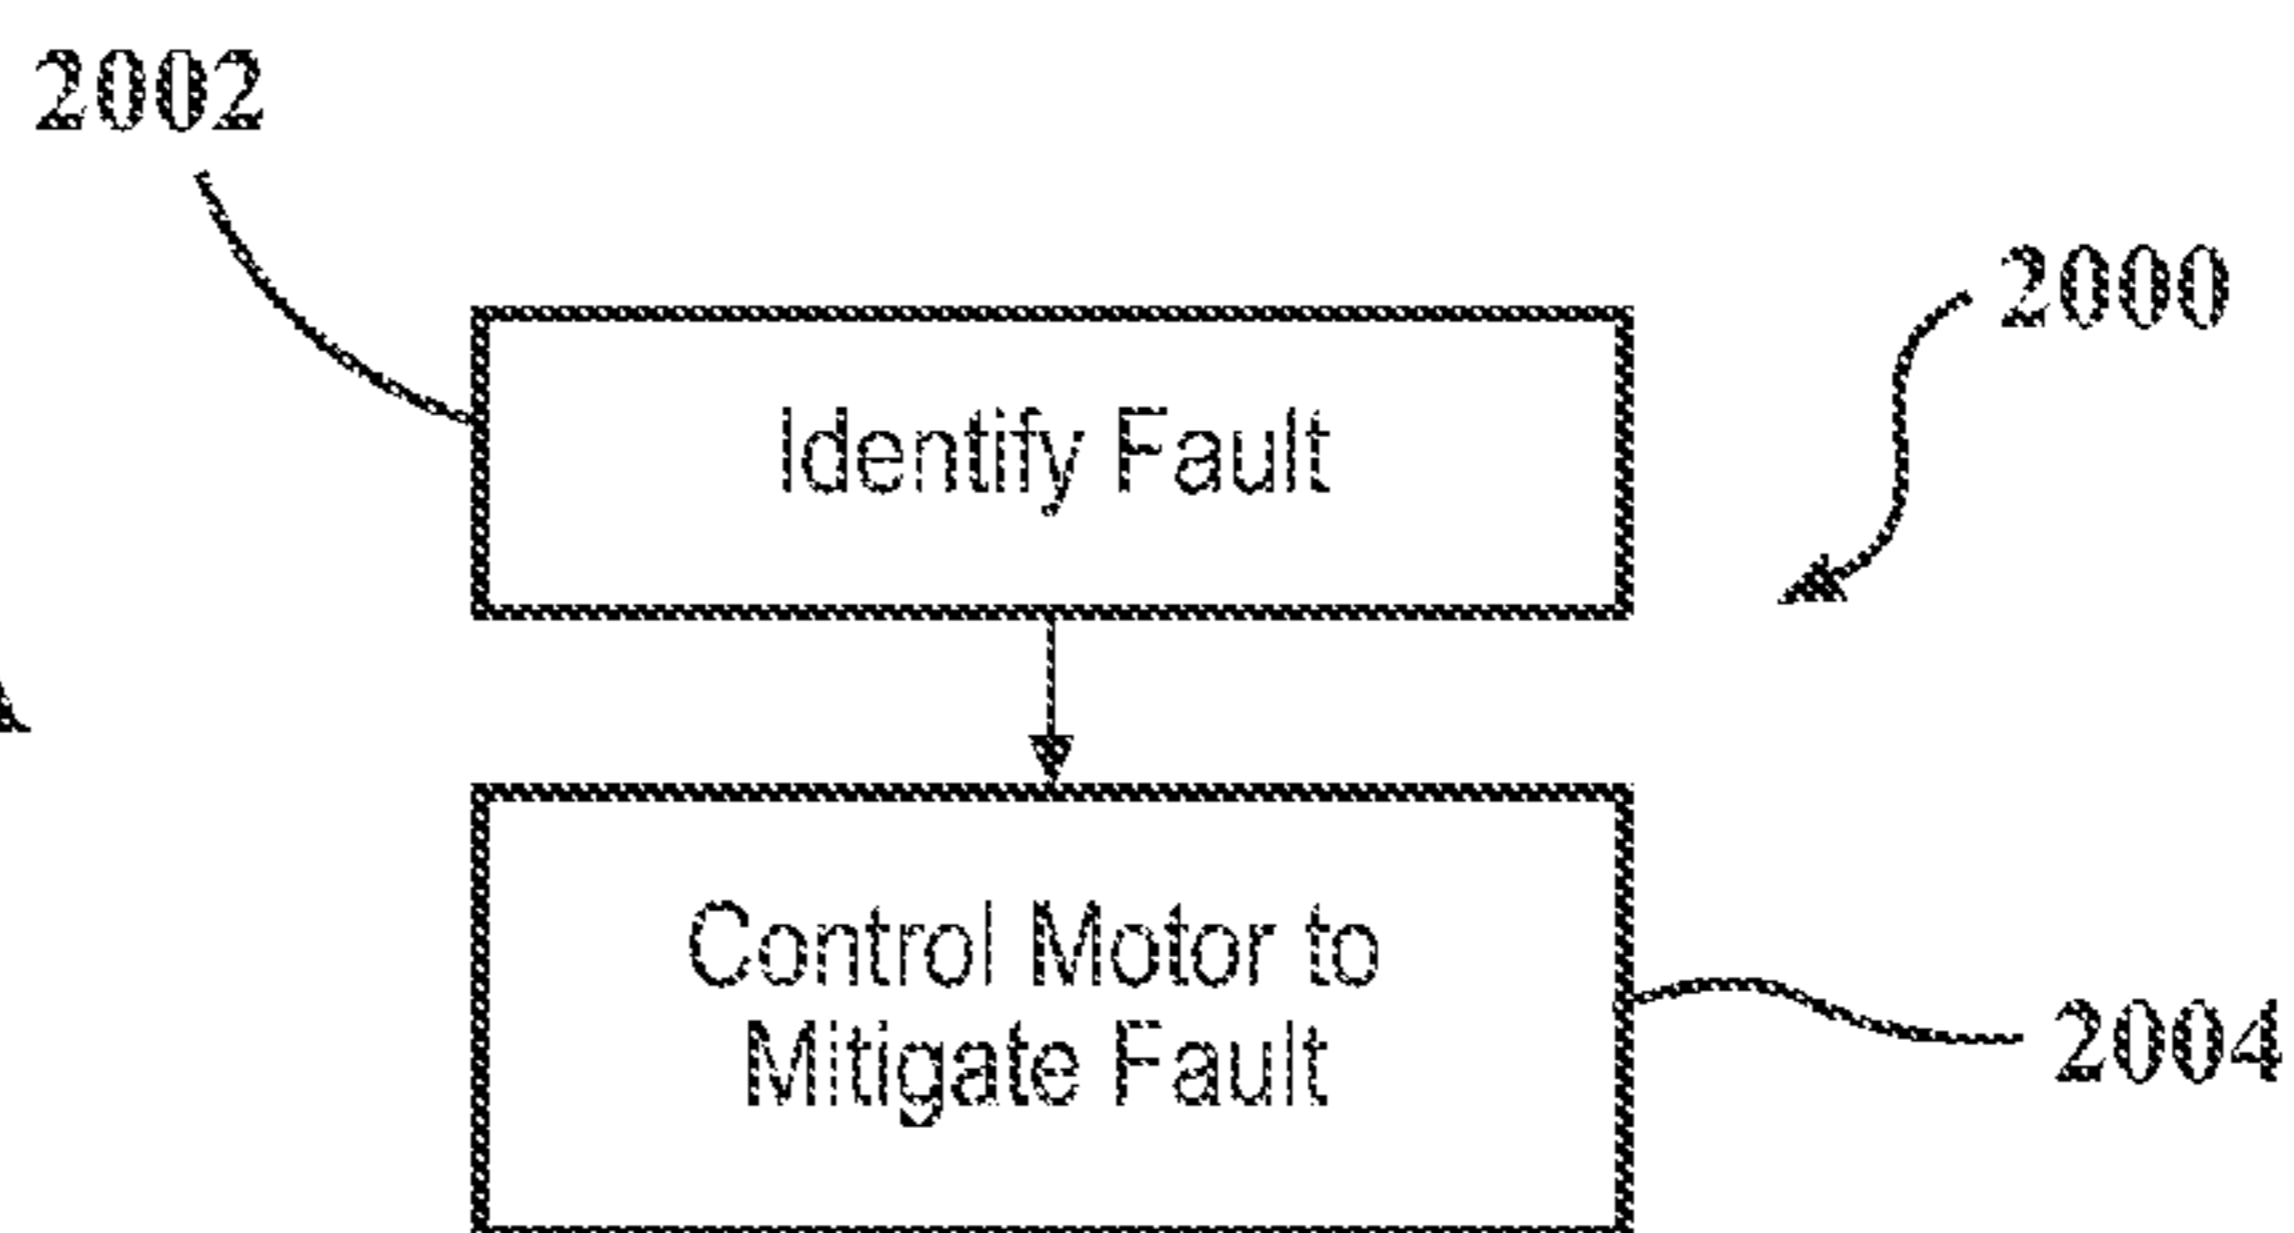 2002
2000
Identify Fault
Control Motor to
Mitigate Fault
2004